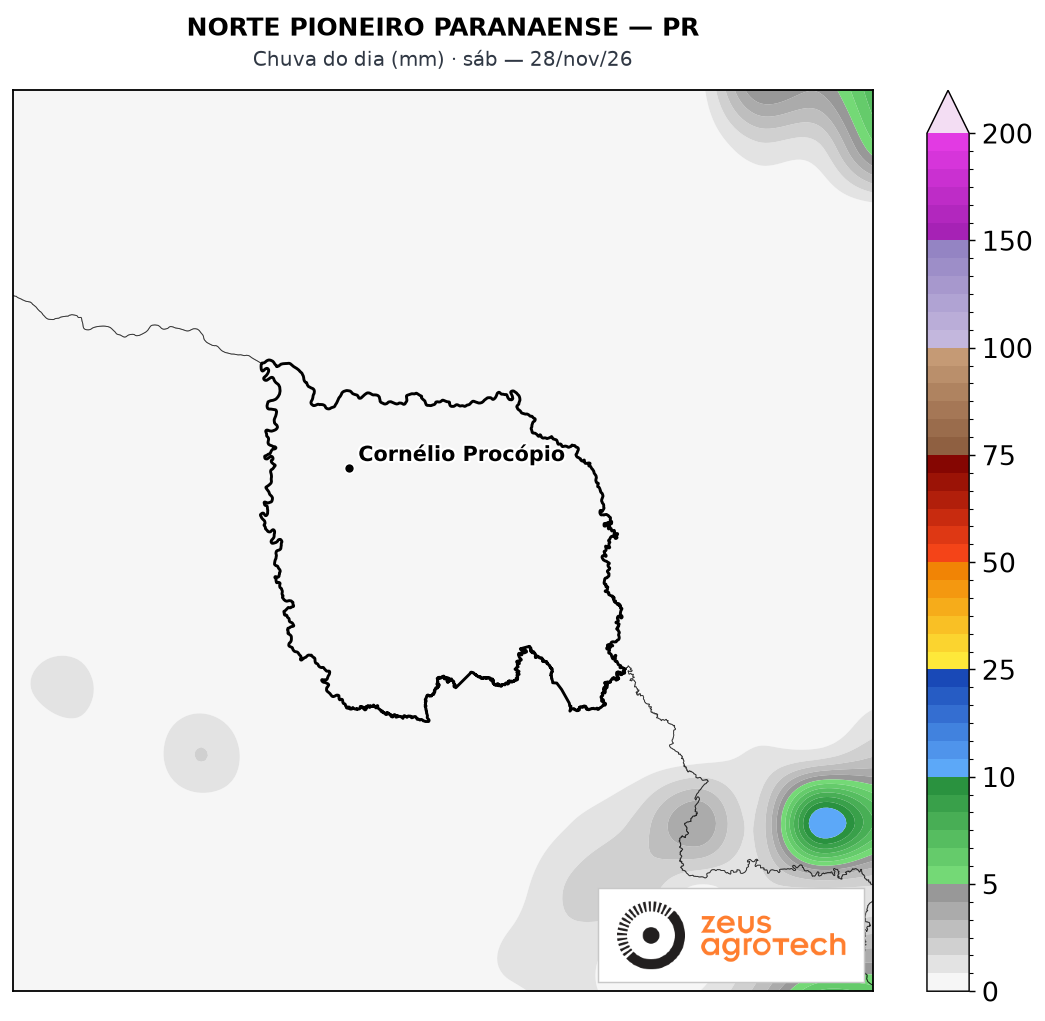 NORTE PIONEIRO PARANAENSE — PR
Chuva do dia (mm) · sáb — 28/nov/26
200
150
100
75
50
25
10
5
0
Cornélio Procópio
zeus
agroTech